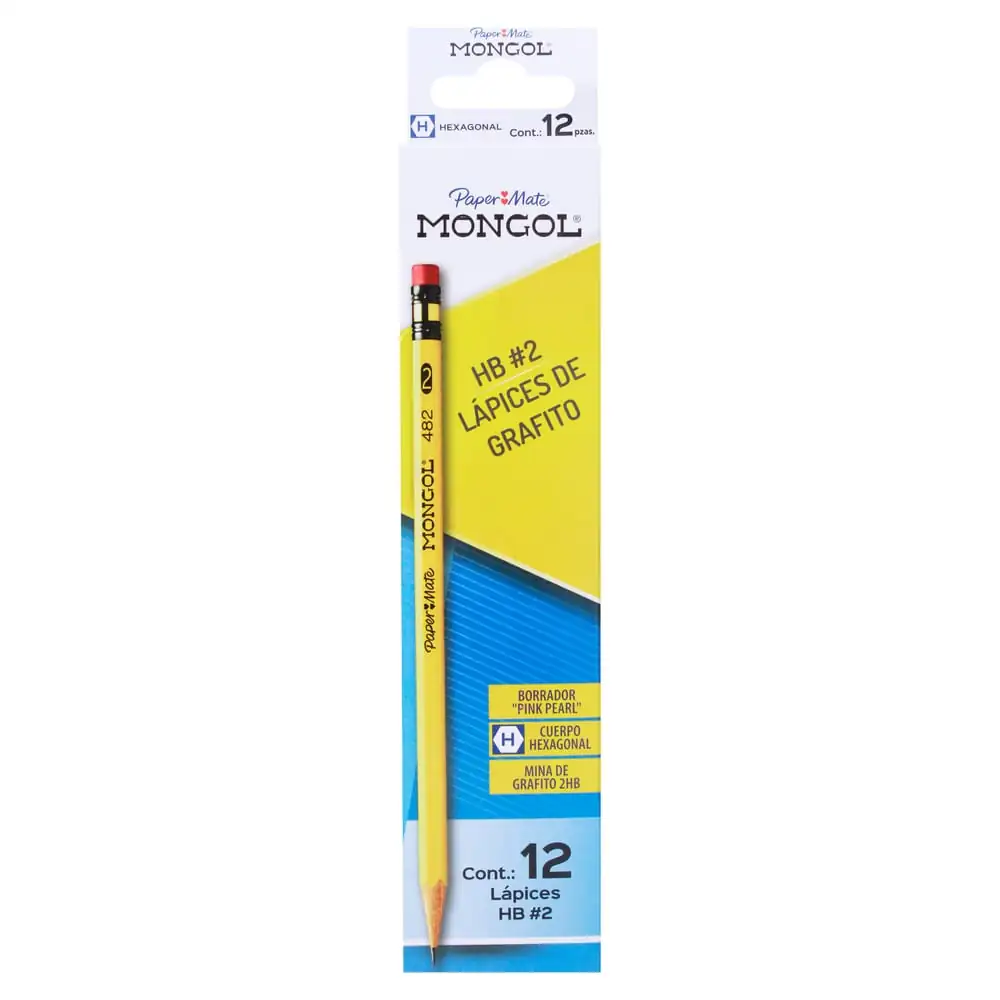 Paper Mate
MONGOL®
H HEXAGONAL Cont.: 12 pzas.
Paper Mate®
MONGOL®
HB #2
LÁPICES DE
GRAFITO
2
482
MONGOL®
Paper Mate
BORRADOR
"PINK PEARL"
H CUERPO
HEXAGONAL
MINA DE
GRAFITO 2HB
Cont.: 12
Lápices
HB #2